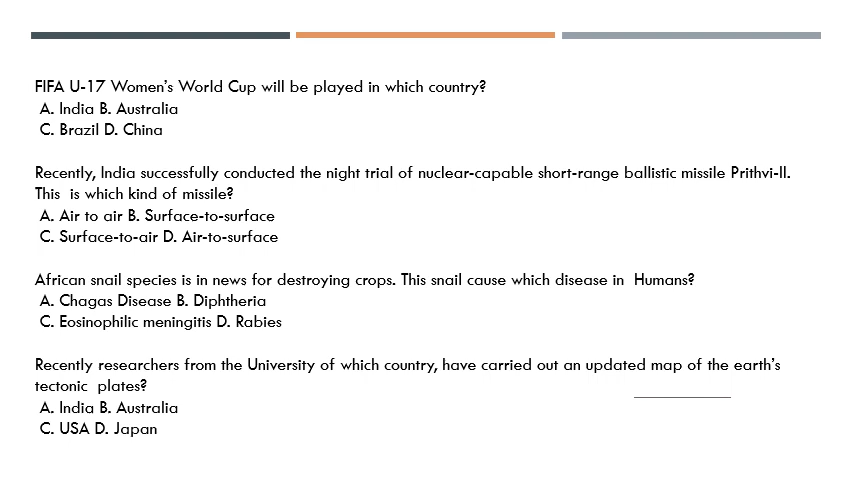 FIFA U-17 Women’s World Cup will be played in which country?
A. India B. Australia
C. Brazil D. China
Recently, India successfully conducted the night trial of nuclear-capable short-range ballistic missile Prithvi-II.
This  is which kind of missile?
A. Air to air B. Surface-to-surface
C. Surface-to-air D. Air-to-surface
African snail species is in news for destroying crops. This snail cause which disease in  Humans?
A. Chagas Disease B. Diphtheria
C. Eosinophilic meningitis D. Rabies
Recently researchers from the University of which country, have carried out an updated map of the earth’s
tectonic  plates?
A. India B. Australia
C. USA D. Japan